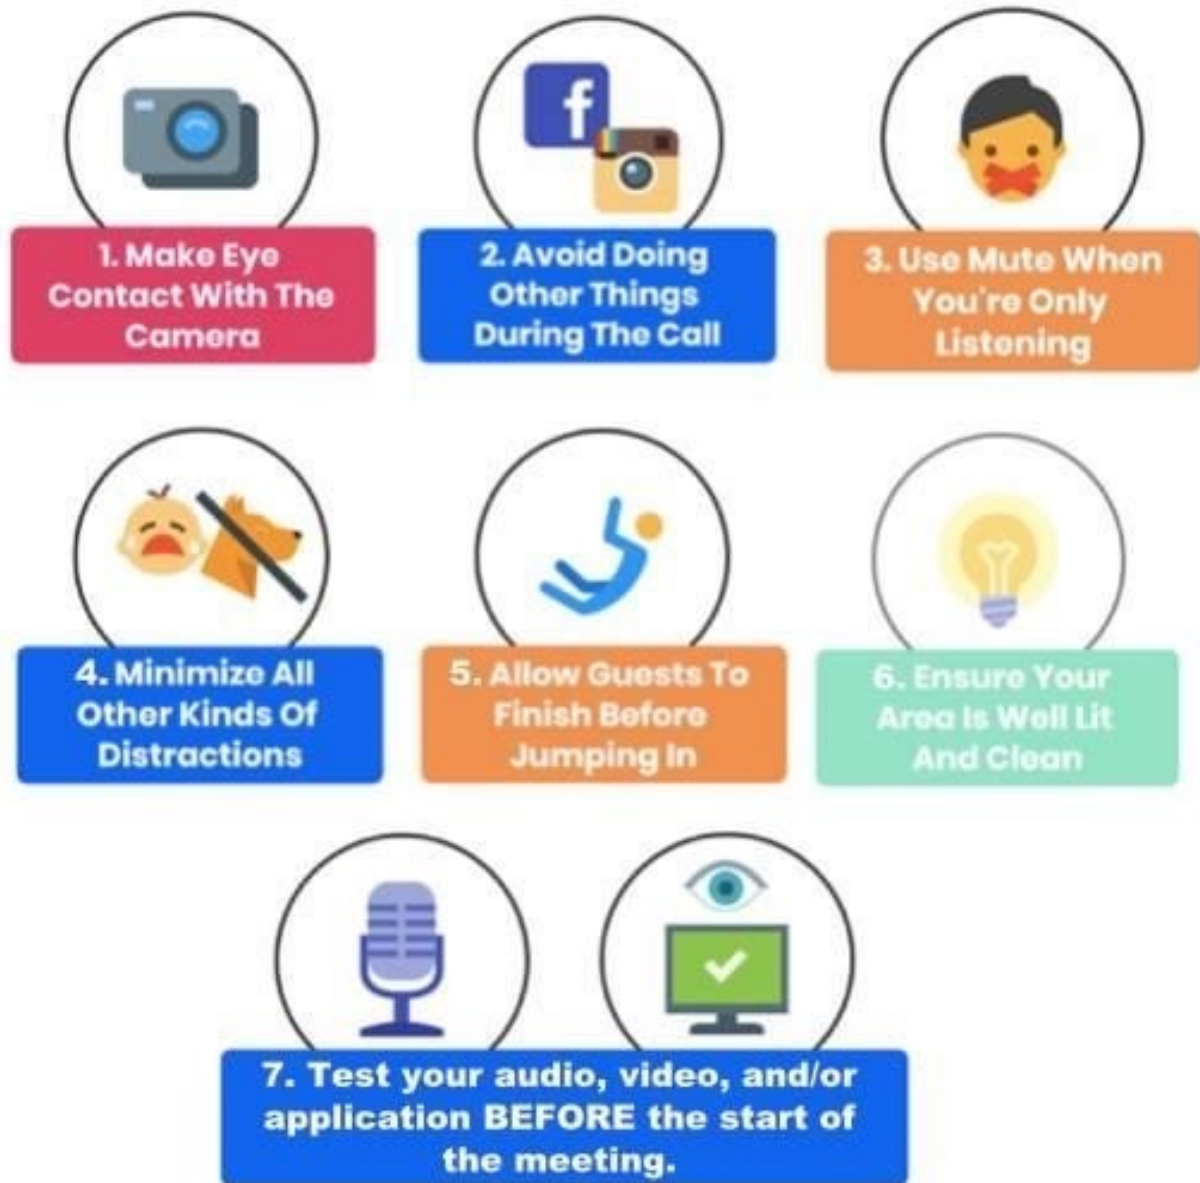 1. Make Eye
Contact With The
Camera
2. Avoid Doing
Other Things
During The Call
3. Use Mute When
You're Only
Listening
4. Minimize All
Other Kinds Of
Distractions
5. Allow Guests To
Finish Before
Jumping In
6. Ensure Your
Area Is Well Lit
And Clean
7. Test your audio, video, and/or
application BEFORE the start of
the meeting.